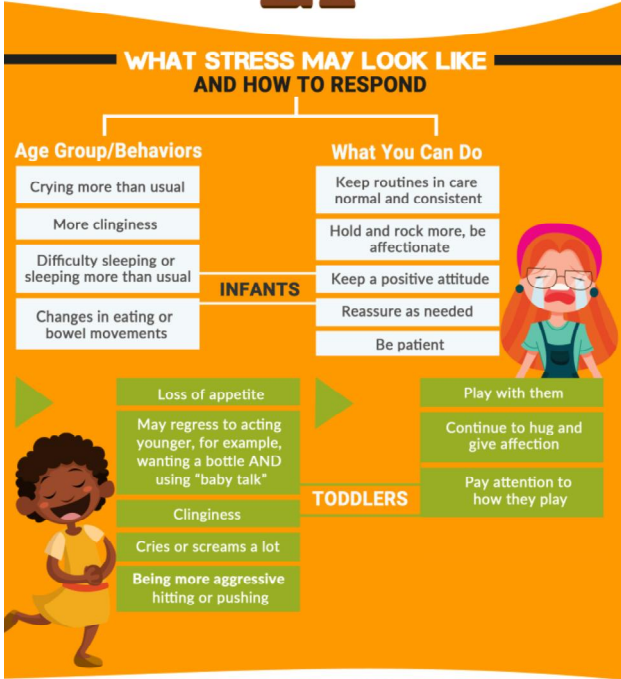 WHAT STRESS MAY LOOK LIKE
AND HOW TO RESPOND
Age Group/Behaviors
Crying more than usual
More clinginess
Difficulty sleeping or
sleeping more than usual
Changes in eating or
bowel movements
INFANTS
What You Can Do
Keep routines in care
normal and consistent
Hold and rock more, be
affectionate
Keep a positive attitude
Reassure as needed
Be patient
Loss of appetite
May regress to acting
younger, for example,
wanting a bottle AND
using "baby talk"
Clinginess
Cries or screams a lot
Being more aggressive
hitting or pushing
TODDLERS
Play with them
Continue to hug and
give affection
Pay attention to
how they play